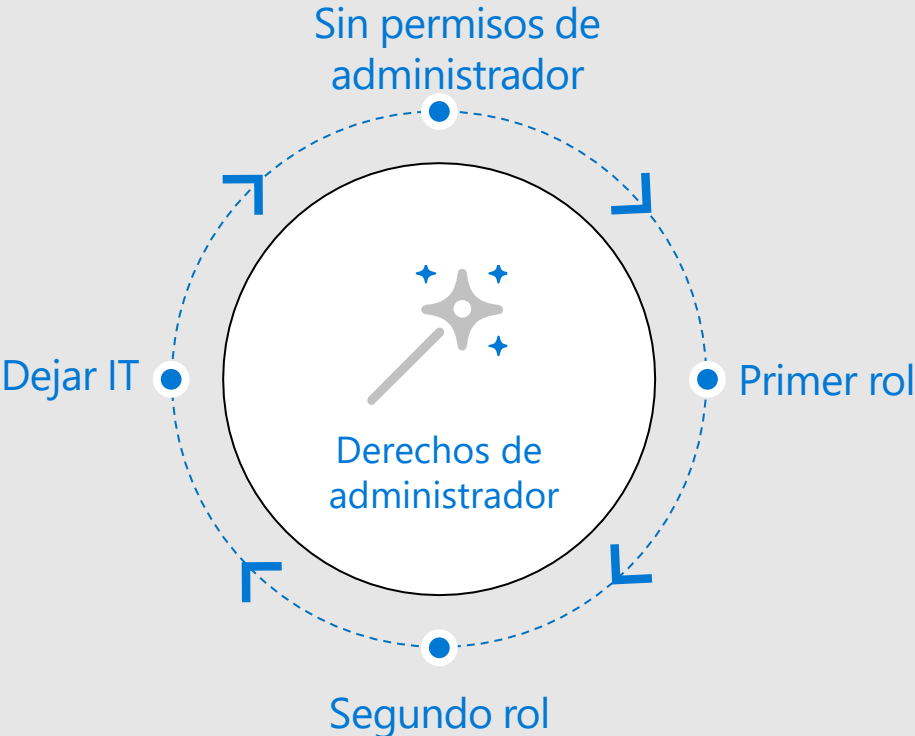 Sin permisos de
administrador
Dejar IT
Primer rol
Derechos de
administrador
Segundo rol